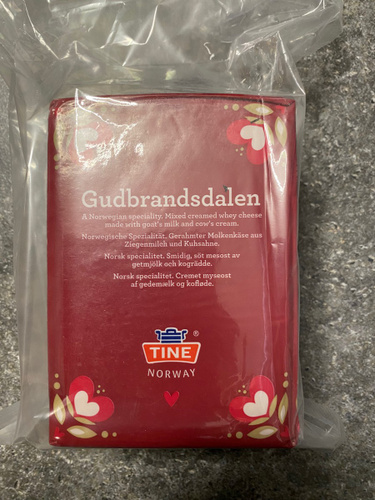 Gudbrandsdalen
A Norwegian speciality. Mixed creamed whey cheese
made with goat's milk and cow's cream.
Norwegische Spezialität. Gerahmter Molkenkäse aus
Ziegenmilch und Kuhsahne.
Norsk specialitet. Smidig, söt mesost av
getmjölk och kogrädde.
Norsk specialitet. Cremet myseost
af gedemælk og kofløde.
TINE
®
NORWAY